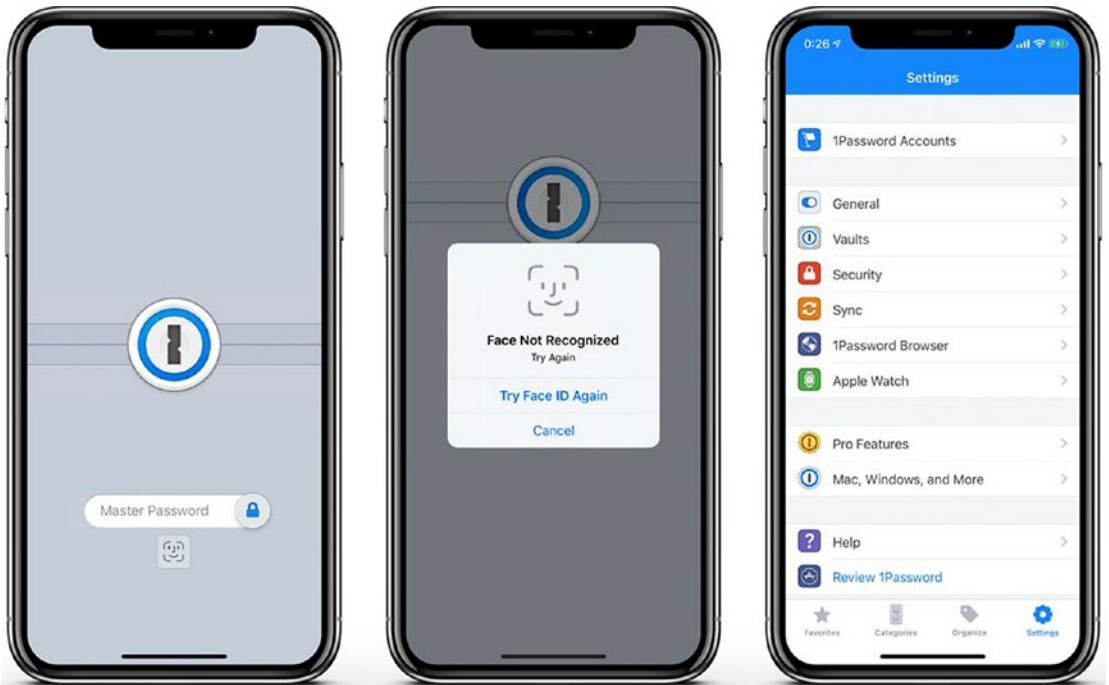 Master Password
Face Not Recognized
Try Again
Try Face ID Again
Cancel
0:26
Settings
1Password Accounts
General
Vaults
Security
Sync
1Password Browser
Apple Watch
Pro Features
Mac, Windows, and More
Help
Review 1Password
Favorites Categories Organize Settings